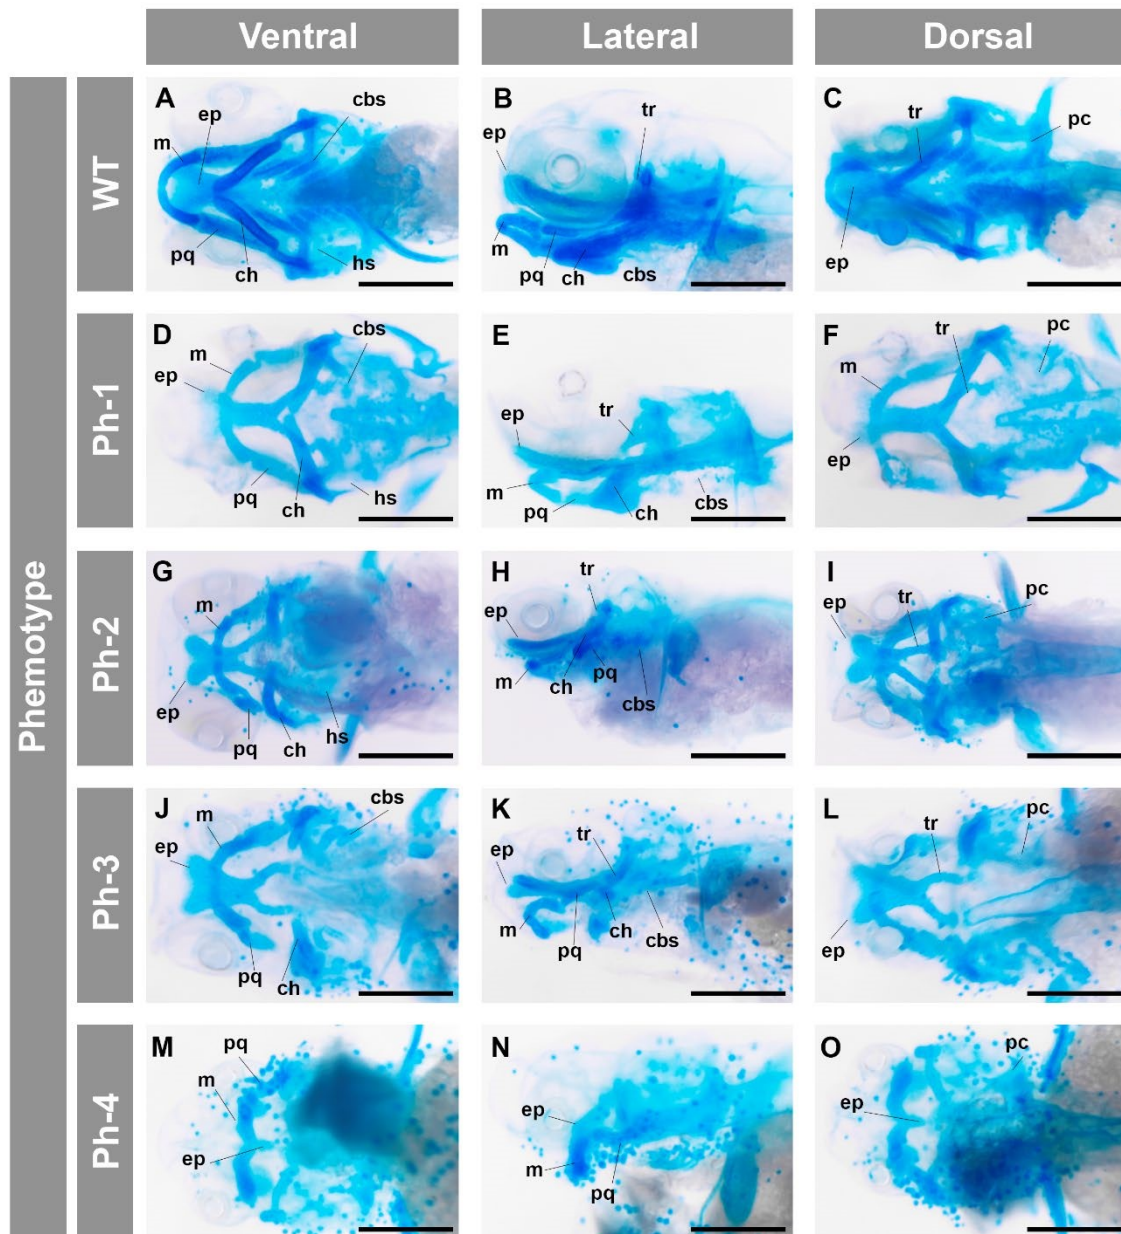 Ventral Lateral Dorsal
Phemotype
WT
A ep cbs m pq ch hs
B ep tr m pq ch cbs
C tr pc ep
Ph-1
D cbs m ep pq ch hs
E ep tr m pq ch cbs
F tr pc m ep
Ph-2
G m ep pq ch hs
H tr ep m ch pq cbs
I ep tr pc
Ph-3
J cbs m ep pq ch
K tr ep m pq ch cbs
L tr pc ep
Ph-4
M pq m ep
N ep m pq
O pc ep